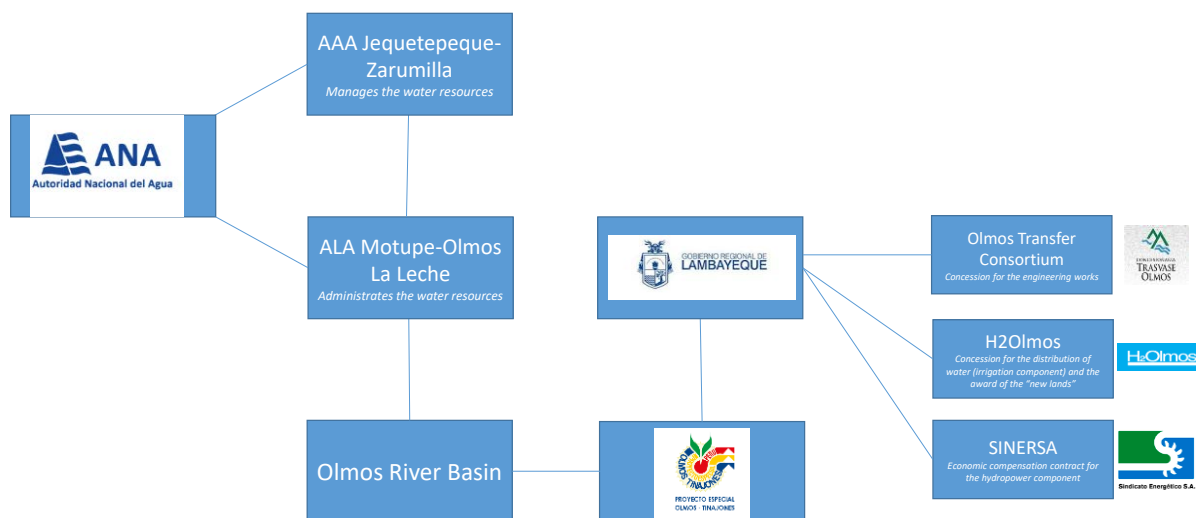 AAA Jequetepeque-
Zarumilla
Manages the water resources
ANA
Autoridad Nacional del Agua
ALA Motupe-Olmos
La Leche
Administrates the water resources
GOBIERNO REGIONAL DE
LAMBAYEQUE
Olmos Transfer
Consortium
Concession for the engineering works
TRASVASE
OLMOS
H2Olmos
Concession for the distribution of
water (irrigation component) and the
award of the “new lands”
H2Olmos
Olmos River Basin
PERU
OLMOS
TINAJONES
PROYECTO ESPECIAL
OLMOS - TINAJONES
SINERSA
Economic compensation contract for
the hydropower component
Sindicato Energético S.A.